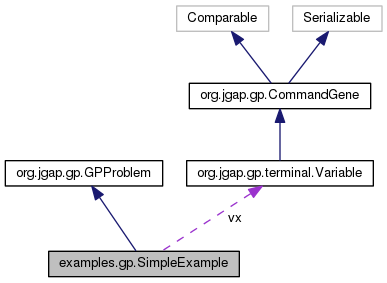 Comparable
Serializable
org.jgap.gp.CommandGene
org.jgap.gp.GPProblem
org.jgap.gp.terminal.Variable
vx
examples.gp.SimpleExample